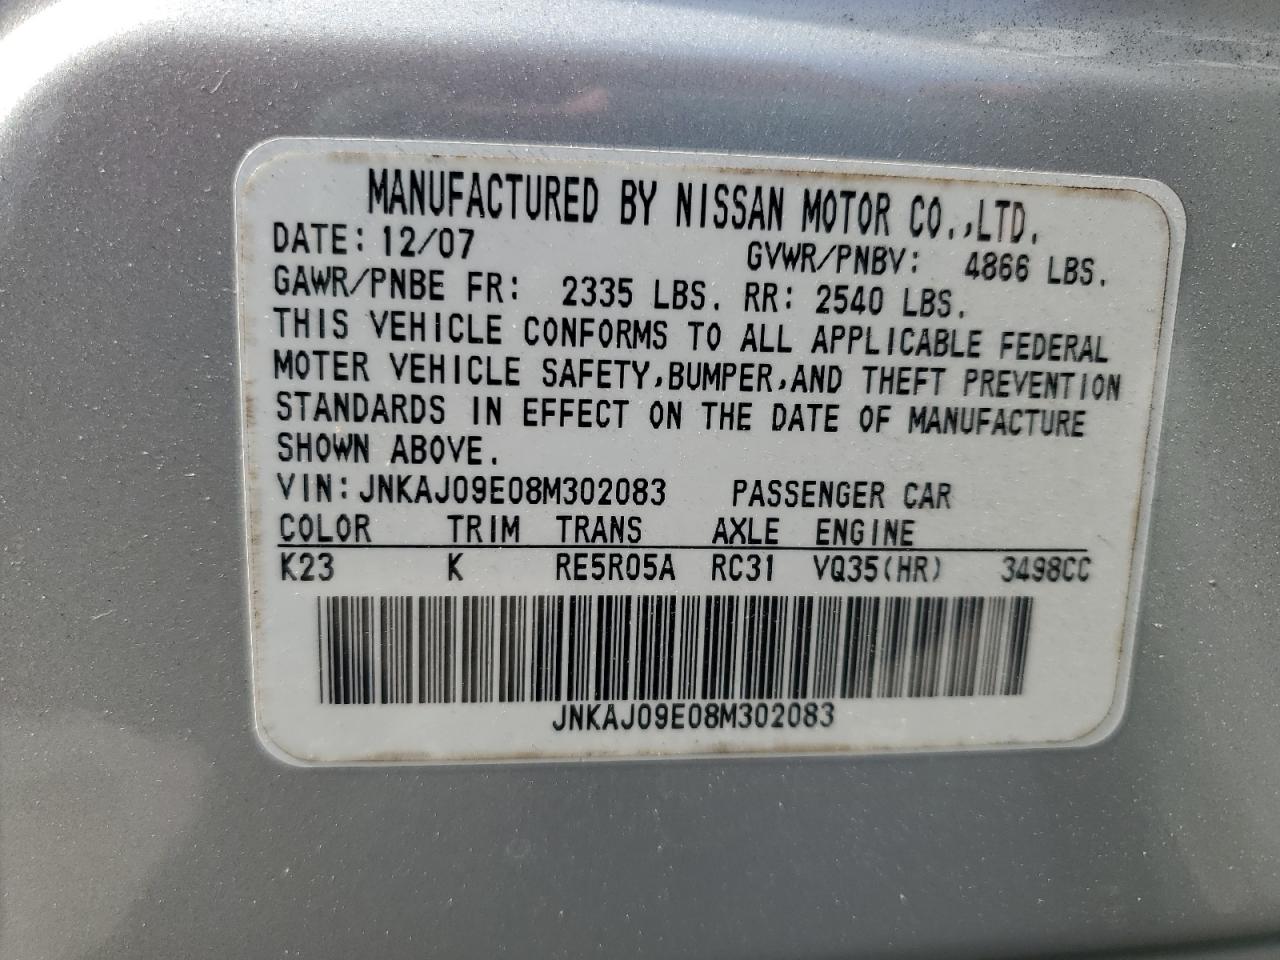 MANUFACTURED BY NISSAN MOTOR CO.,LTD.
DATE: 12/07 GVWR/PNBV: 4866 LBS.
GAWR/PNBE FR: 2335 LBS. RR: 2540 LBS.
THIS VEHICLE CONFORMS TO ALL APPLICABLE FEDERAL
MOTER VEHICLE SAFETY,BUMPER,AND THEFT PREVENTION
STANDARDS IN EFFECT ON THE DATE OF MANUFACTURE
SHOWN ABOVE.
VIN: JNKAJ09E08M302083 PASSENGER CAR
COLOR TRIM TRANS AXLE ENGINE
K23 K RE5R05A RC31 VQ35(HR) 3498CC
JNKAJ09E08M302083